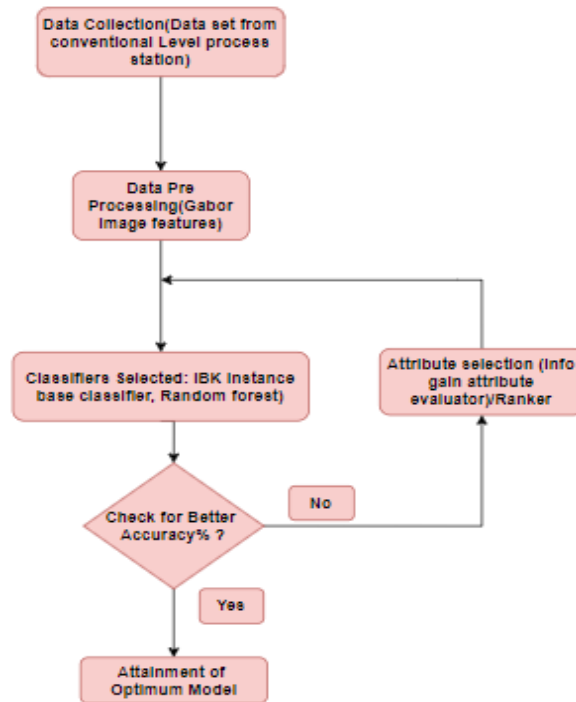 Data Collection(Data set from
conventional Level process
station)
Data Pre
Processing(Gabor
Image features)
Classifiers Selected: IBK Instance
base classifier, Random forest)
Attribute selection (Info
gain attribute
evaluator)/Ranker
Check for Better
Accuracy% ?
No
Yes
Attainment of
Optimum Model